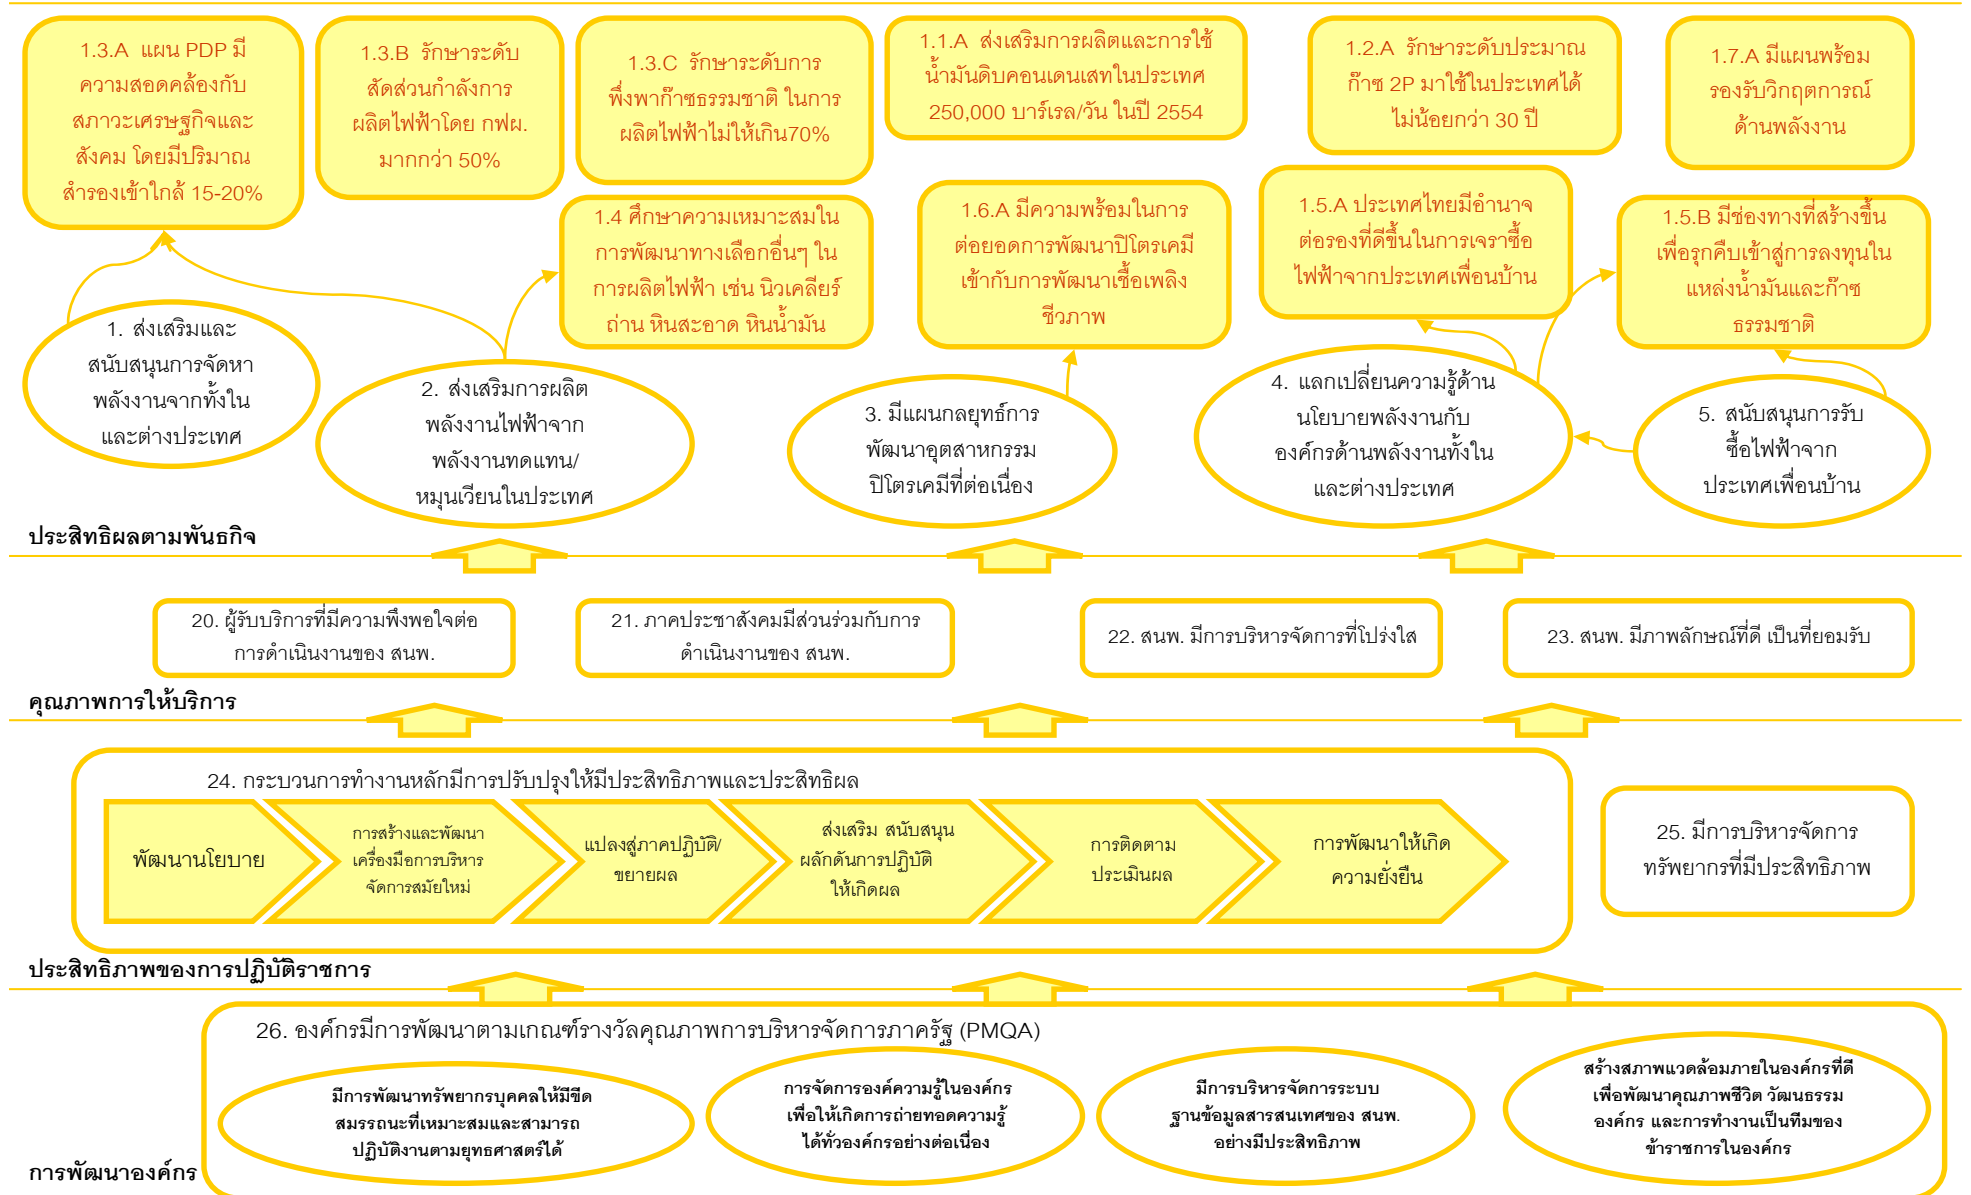 1.3.A แผน PDP มี
ความสอดคล้องกับ
สภาวะเศรษฐกิจและ
สังคม โดยมีปริมาณ
สำรองเข้าใกล้ 15-20%
1.3.B รักษาระดับ
สัดส่วนกำลังการ
ผลิตไฟฟ้าโดย กฟผ.
มากกว่า 50%
1.3.C รักษาระดับการ
พึ่งพาก๊าซธรรมชาติ ในการ
ผลิตไฟฟ้าไม่ให้เกิน70%
1.1.A ส่งเสริมการผลิตและการใช้
น้ำมันดิบคอนเดนเสทในประเทศ
250,000 บาร์เรล/วัน ในปี 2554
1.2.A รักษาระดับประมาณ
ก๊าซ 2P มาใช้ในประเทศได้
ไม่น้อยกว่า 30 ปี
1.7.A มีแผนพร้อม
รองรับวิกฤตการณ์
ด้านพลังงาน
1.4 ศึกษาความเหมาะสมใน
การพัฒนาทางเลือกอื่นๆ ใน
การผลิตไฟฟ้า เช่น นิวเคลียร์
ถ่าน หินสะอาด หินน้ำมัน
1.6.A มีความพร้อมในการ
ต่อยอดการพัฒนาปิโตรเคมี
เข้ากับการพัฒนาเชื้อเพลิง
ชีวภาพ
1.5.A ประเทศไทยมีอำนาจ
ต่อรองที่ดีขึ้นในการเจราซื้อ
ไฟฟ้าจากประเทศเพื่อนบ้าน
1.5.B มีช่องทางที่สร้างขึ้น
เพื่อรุกคืบเข้าสู่การลงทุนใน
แหล่งน้ำมันและก๊าซ
ธรรมชาติ
1. ส่งเสริมและ
สนับสนุนการจัดหา
พลังงานจากทั้งใน
และต่างประเทศ
2. ส่งเสริมการผลิต
พลังงานไฟฟ้าจาก
พลังงานทดแทน/
หมุนเวียนในประเทศ
3. มีแผนกลยุทธ์การ
พัฒนาอุตสาหกรรม
ปิโตรเคมีที่ต่อเนื่อง
4. แลกเปลี่ยนความรู้ด้าน
นโยบายพลังงานกับ
องค์กรด้านพลังงานทั้งใน
และต่างประเทศ
5. สนับสนุนการรับ
ซื้อไฟฟ้าจาก
ประเทศเพื่อนบ้าน
ประสิทธิผลตามพันธกิจ
20. ผู้รับบริการที่มีความพึงพอใจต่อ
การดำเนินงานของ สนพ.
21. ภาคประชาสังคมมีส่วนร่วมกับการ
ดำเนินงานของ สนพ.
22. สนพ. มีการบริหารจัดการที่โปร่งใส
23. สนพ. มีภาพลักษณ์ที่ดี เป็นที่ยอมรับ
คุณภาพการให้บริการ
24. กระบวนการทำงานหลักมีการปรับปรุงให้มีประสิทธิภาพและประสิทธิผล
พัฒนานโยบาย
การสร้างและพัฒนา
เครื่องมือการบริหาร
จัดการสมัยใหม่
แปลงสู่ภาคปฏิบัติ/
ขยายผล
ส่งเสริม สนับสนุน
ผลักดันการปฏิบัติ
ให้เกิดผล
การติดตาม
ประเมินผล
การพัฒนาให้เกิด
ความยั่งยืน
25. มีการบริหารจัดการ
ทรัพยากรที่มีประสิทธิภาพ
ประสิทธิภาพของการปฏิบัติราชการ
26. องค์กรมีการพัฒนาตามเกณฑ์รางวัลคุณภาพการบริหารจัดการภาครัฐ (PMQA)
มีการพัฒนาทรัพยากรบุคคลให้มีขีด
สมรรถนะที่เหมาะสมและสามารถ
ปฏิบัติงานตามยุทธศาสตร์ได้
การจัดการองค์ความรู้ในองค์กร
เพื่อให้เกิดการถ่ายทอดความรู้
ได้ทั่วองค์กรอย่างต่อเนื่อง
มีการบริหารจัดการระบบ
ฐานข้อมูลสารสนเทศของ สนพ.
อย่างมีประสิทธิภาพ
สร้างสภาพแวดล้อมภายในองค์กรที่ดี
เพื่อพัฒนาคุณภาพชีวิต วัฒนธรรม
องค์กร และการทำงานเป็นทีมของ
ข้าราชการในองค์กร
การพัฒนาองค์กร